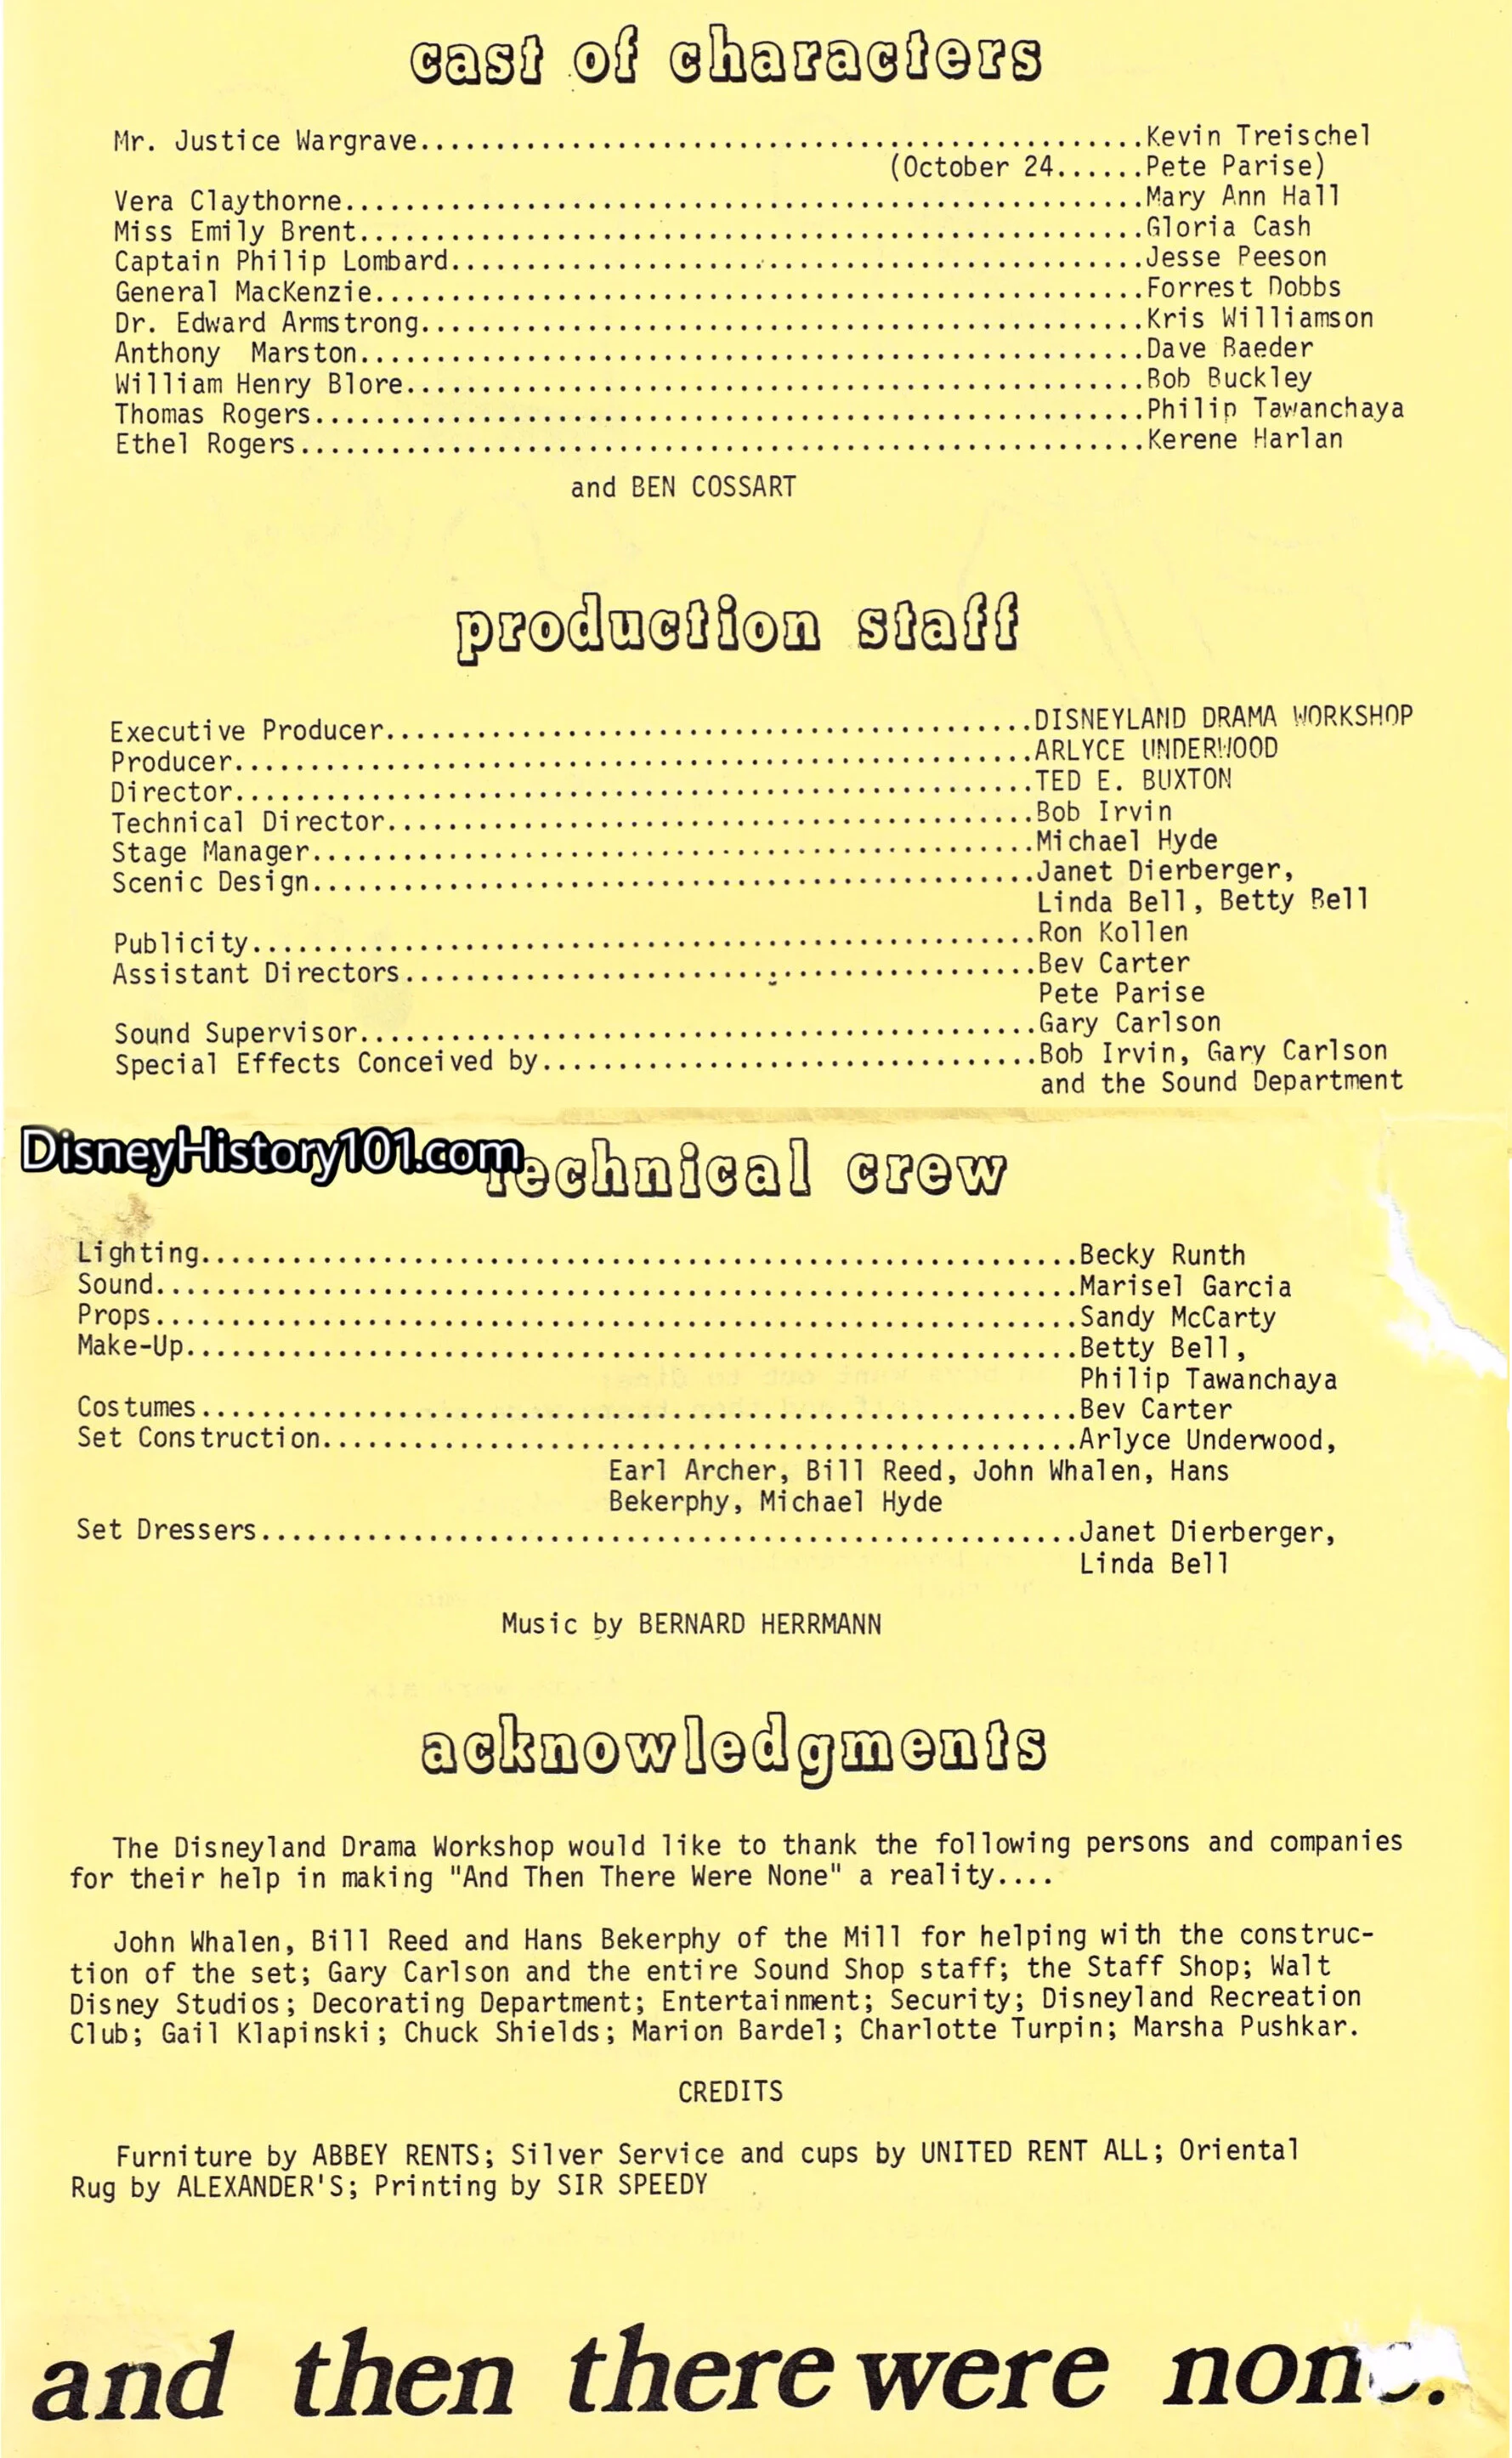 cast of characters
Mr. Justice Wargrave................................................Kevin Treischel
(October 24......Pete Parise)
Vera Claythorne.....................................................Mary Ann Hall
Miss Emily Brent....................................................Gloria Cash
Captain Philip Lombard..............................................Jesse Peeson
General MacKenzie...................................................Forrest Dobbs
Dr. Edward Armstrong................................................Kris Williamson
Anthony Marston....................................................Dave Baeder
William Henry Blore.................................................Bob Buckley
Thomas Rogers.......................................................Philip Tawanchaya
Ethel Rogers........................................................Kerene Harlan
and BEN COSSART
production staff
Executive Producer...........................................DISNEYLAND DRAMA WORKSHOP
Producer.....................................................ARLYCE UNDERWOOD
Director.....................................................TED E. BUXTON
Technical Director...........................................Bob Irvin
Stage Manager................................................Michael Hyde
Scenic Design................................................Janet Dierberger,
Linda Bell, Betty Bell
Publicity....................................................Ron Kollen
Assistant Directors..........................................Bev Carter
Pete Parise
Sound Supervisor.............................................Gary Carlson
Special Effects Conceived by.................................Bob Irvin, Gary Carlson
and the Sound Department
DisneyHistory101.com
technical crew
Lighting..........................................................Becky Runth
Sound.............................................................Marisel Garcia
Props.............................................................Sandy McCarty
Make-Up...........................................................Betty Bell,
Philip Tawanchaya
Costumes..........................................................Bev Carter
Set Construction..................................................Arlyce Underwood,
Earl Archer, Bill Reed, John Whalen, Hans
Bekerphy, Michael Hyde
Set Dressers......................................................Janet Dierberger,
Linda Bell
Music by BERNARD HERRMANN
acknowledgments
The Disneyland Drama Workshop would like to thank the following persons and companies
for their help in making "And Then There Were None" a reality....
John Whalen, Bill Reed and Hans Bekerphy of the Mill for helping with the construc-
tion of the set; Gary Carlson and the entire Sound Shop staff; the Staff Shop; Walt
Disney Studios; Decorating Department; Entertainment; Security; Disneyland Recreation
Club; Gail Klapinski; Chuck Shields; Marion Bardel; Charlotte Turpin; Marsha Pushkar.
CREDITS
Furniture by ABBEY RENTS; Silver Service and cups by UNITED RENT ALL; Oriental
Rug by ALEXANDER'S; Printing by SIR SPEEDY
and then there were none.